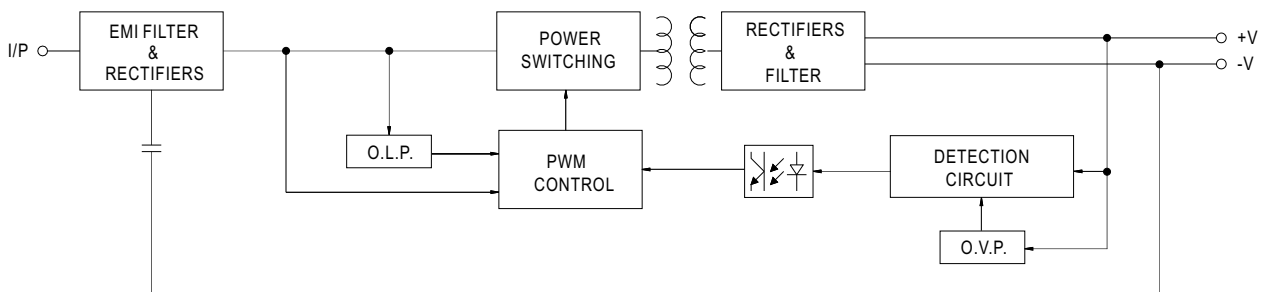 I/P
EMI FILTER
&
RECTIFIERS
POWER
SWITCHING
RECTIFIERS
&
FILTER
+V
-V
O.L.P.
PWM
CONTROL
DETECTION
CIRCUIT
O.V.P.